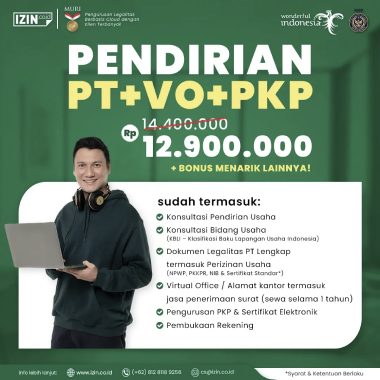 IZIN.co.id
MURI
Pengurusan Legalitas
Berbasis Cloud dengan
Klien Terbanyak
wonderful
indonesia
PENDIRIAN
PT+VO+PKP
14.400.000
Rp 12.900.000
+ BONUS MENARIK LAINNYA!
sudah termasuk:
Konsultasi Pendirian Usaha
Konsultasi Bidang Usaha
(KBLI - Klasifikasi Baku Lapangan Usaha Indonesia)
Dokumen Legalitas PT Lengkap
termasuk Perizinan Usaha
(NPWP, PKKPR, NIB & Sertifikat Standar*)
Virtual Office / Alamat kantor termasuk
jasa penerimaan surat (sewa selama 1 tahun)
Pengurusan PKP & Sertifikat Elektronik
Pembukaan Rekening
Info lebih lanjut:
www.izin.co.id
(+62) 812 8118 9256
cs@izin.co.id
*Syarat & Ketentuan Berlaku